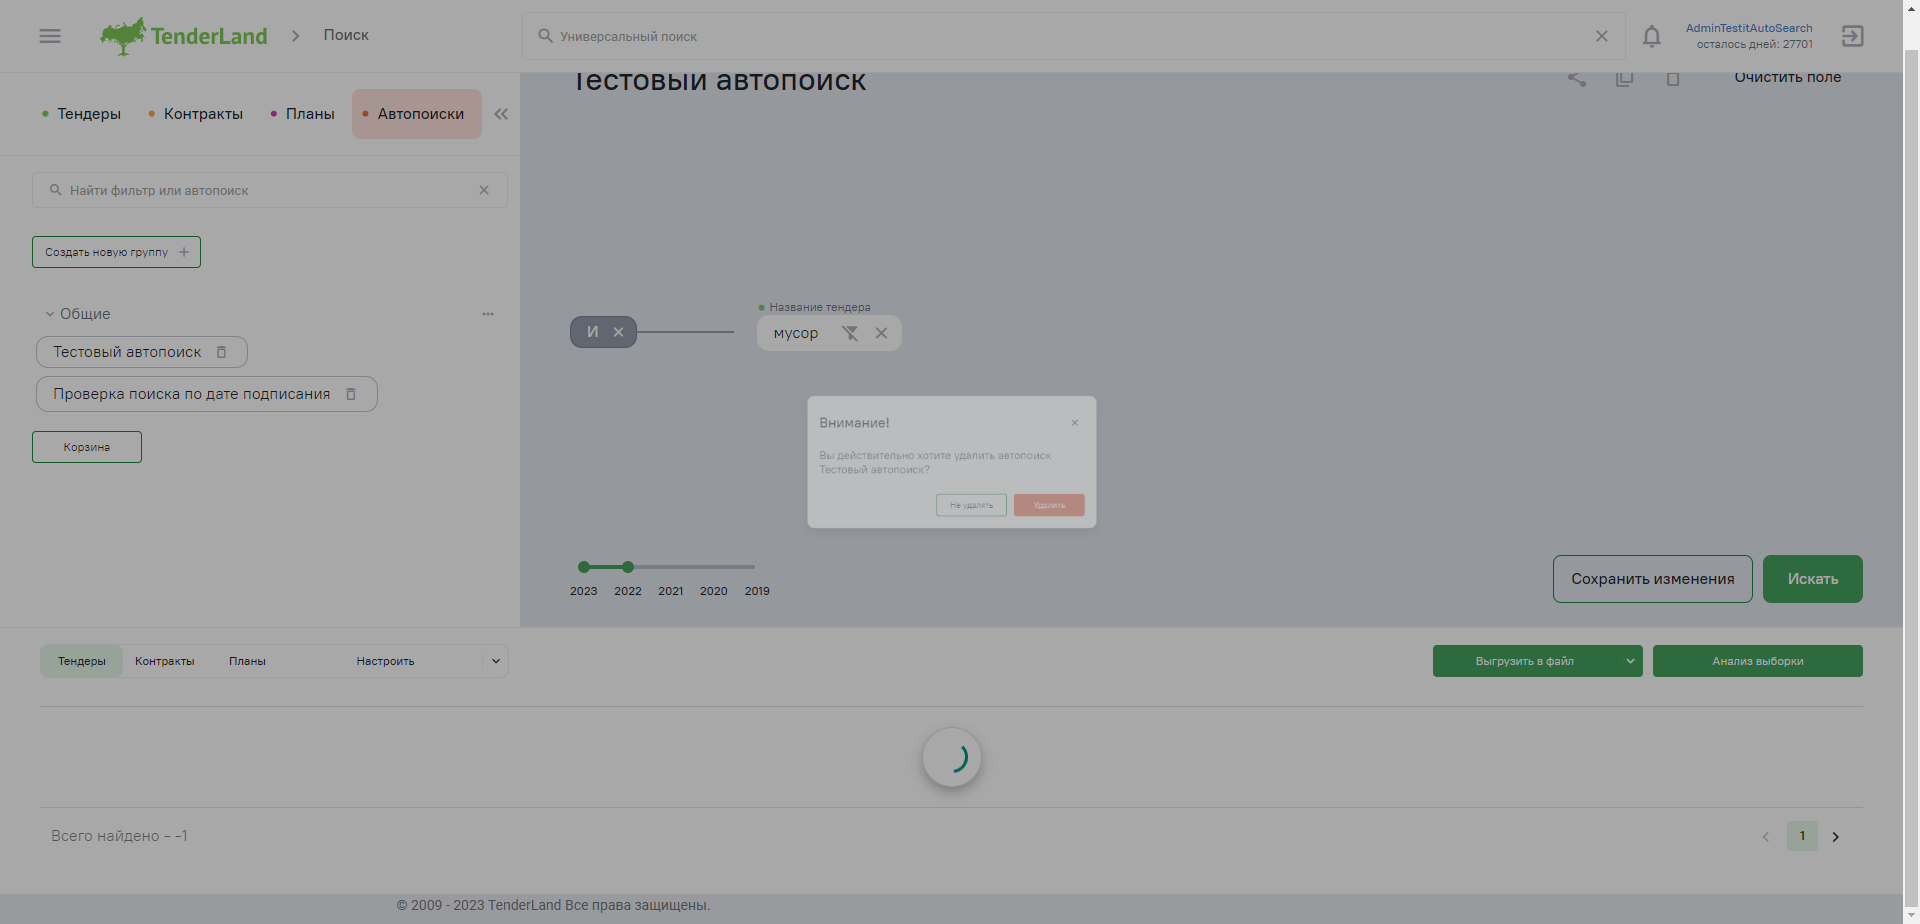 TenderLand
Поиск
Универсальный поиск
AdminTestitAutoSearch
осталось дней: 27701
Тендеры
Контракты
Планы
Автопоиски
Тестовый автопоиск
Очистить поле
Найти фильтр или автопоиск
Создать новую группу
Общие
Название тендера
И
мусор
Тестовый автопоиск
Проверка поиска по дате подписания
Корзина
Внимание!
Вы действительно хотите удалить автопоиск
Тестовый автопоиск?
Не удалять
Удалить
2023 2022 2021 2020 2019
Сохранить изменения
Искать
Тендеры
Контракты
Планы
Настроить
Выгрузить в файл
Анализ выборки
Всего найдено - -1
1
© 2009 - 2023 TenderLand Все права защищены.